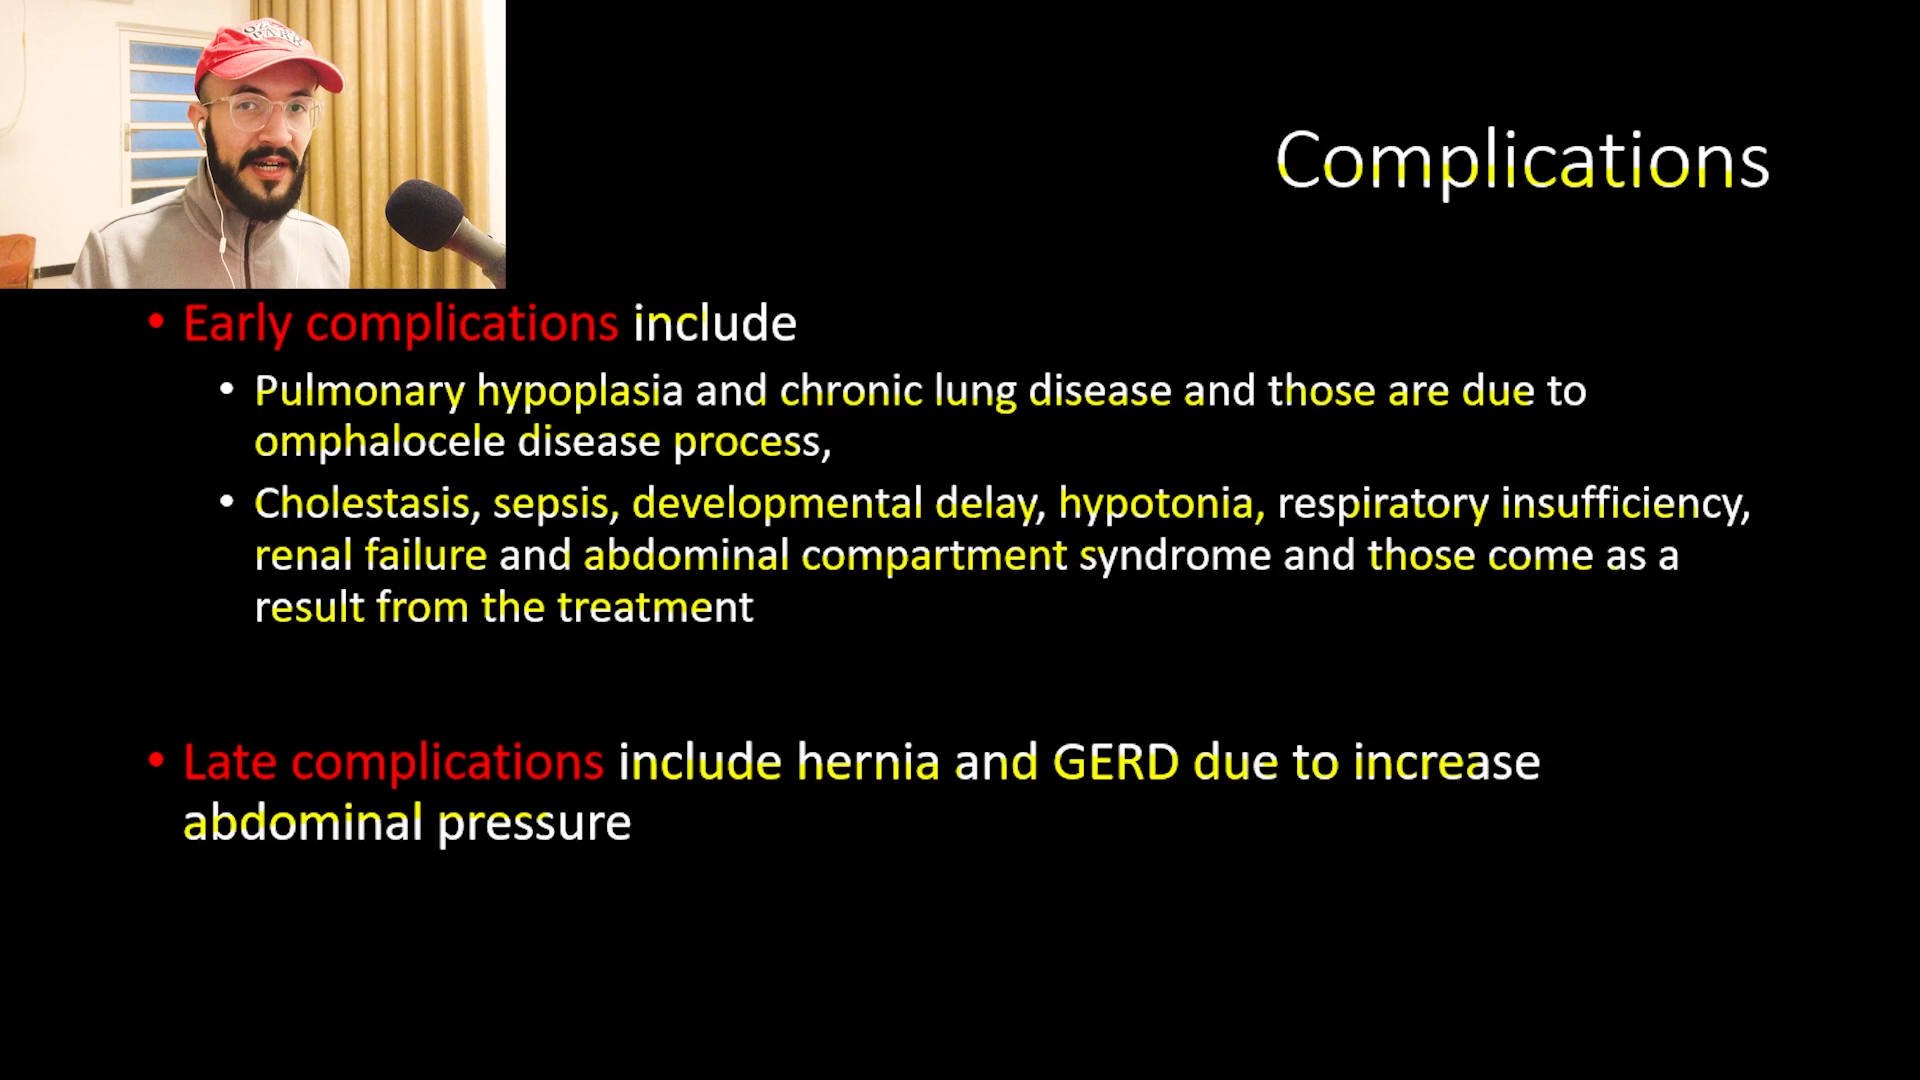 OZARK
Complications
• Early complications include
• Pulmonary hypoplasia and chronic lung disease and those are due to
omphalocele disease process,
• Cholestasis, sepsis, developmental delay, hypotonia, respiratory insufficiency,
renal failure and abdominal compartment syndrome and those come as a
result from the treatment
• Late complications include hernia and GERD due to increase
abdominal pressure